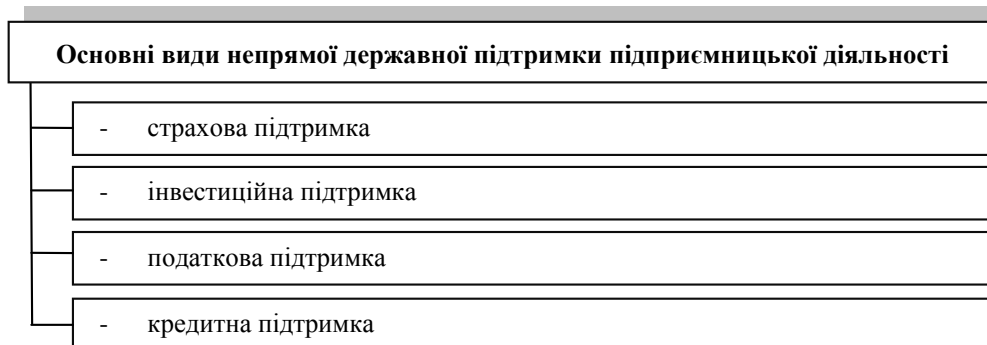 Основні види непрямої державної підтримки підприємницької діяльності
- страхова підтримка
- інвестиційна підтримка
- податкова підтримка
- кредитна підтримка